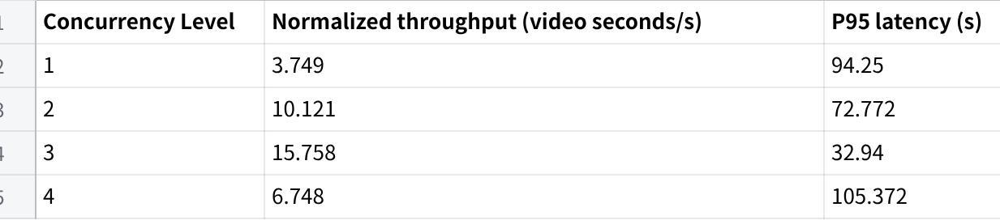 Concurrency Level Normalized throughput (video seconds/s) P95 latency (s)
2 1 3.749 94.25
3 2 10.121 72.772
4 3 15.758 32.94
5 4 6.748 105.372